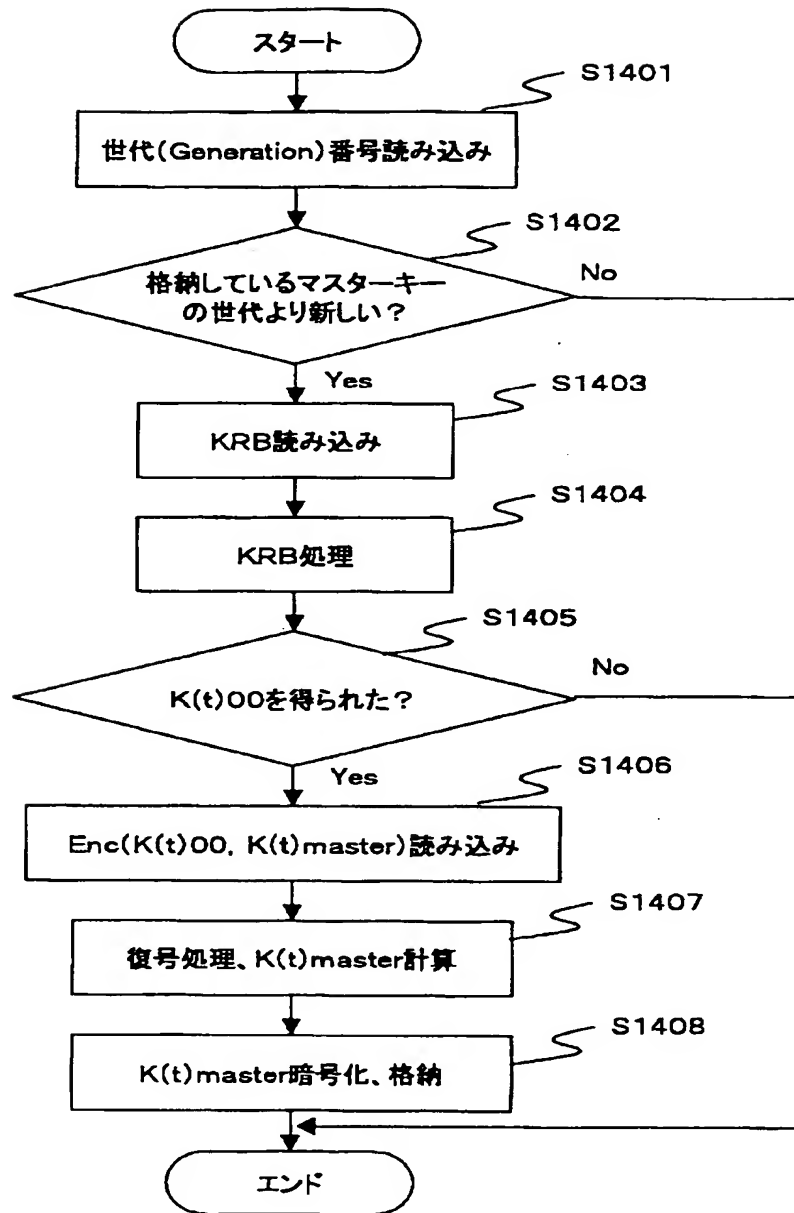 スタート
S1401
世代(Generation)番号読み込み
S1402
格納しているマスターキー
の世代より新しい？
No
Yes
S1403
KRB読み込み
S1404
KRB処理
S1405
K(t)00を得られた？
No
Yes
S1406
Enc(K(t)00, K(t)master)読み込み
S1407
復号処理、K(t)master計算
S1408
K(t)master暗号化、格納
エンド